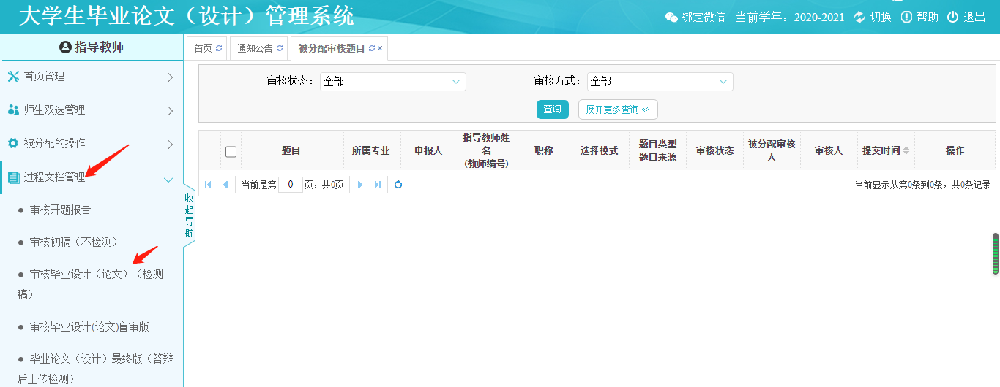 大学生毕业论文（设计）管理系统
绑定微信 当前学年：2020-2021 切换 帮助 退出
指导教师
首页 通知公告 被分配审核题目
首页管理
师生双选管理
被分配的操作
过程文档管理
审核开题报告
审核初稿（不检测）
审核毕业设计（论文）（检测
稿）
审核毕业设计(论文)盲审版
毕业论文（设计）最终版（答辩
后上传检测）
收起导航
审核状态： 全部 审核方式： 全部
查询 展开更多查询
题目 所属专业 申报人 指导教师姓名(教师编号) 职称 选择模式 题目类型题目来源 审核状态 被分配审核人 审核人 提交时间 操作
当前是第 0 页，共0页 当前显示从第0条到0条，共0条记录